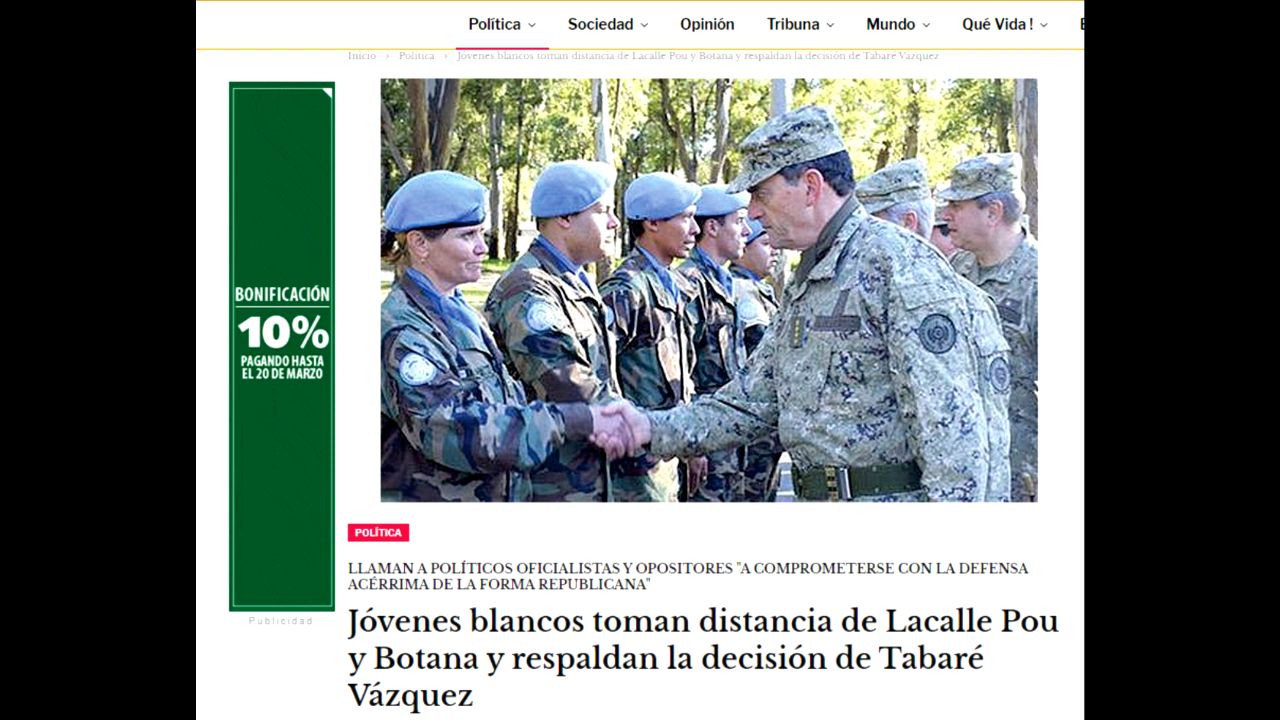 Política
Sociedad
Opinión
Tribuna
Mundo
Qué Vida !
Inicio › Política › Jóvenes blancos toman distancia de Lacalle Pou y Botana y respaldan la decisión de Tabaré Vázquez
BONIFICACIÓN
10%
PAGANDO HASTA
EL 20 DE MARZO
Publicidad
POLÍTICA
LLAMAN A POLÍTICOS OFICIALISTAS Y OPOSITORES "A COMPROMETERSE CON LA DEFENSA
ACÉRRIMA DE LA FORMA REPUBLICANA"
Jóvenes blancos toman distancia de Lacalle Pou
y Botana y respaldan la decisión de Tabaré
Vázquez